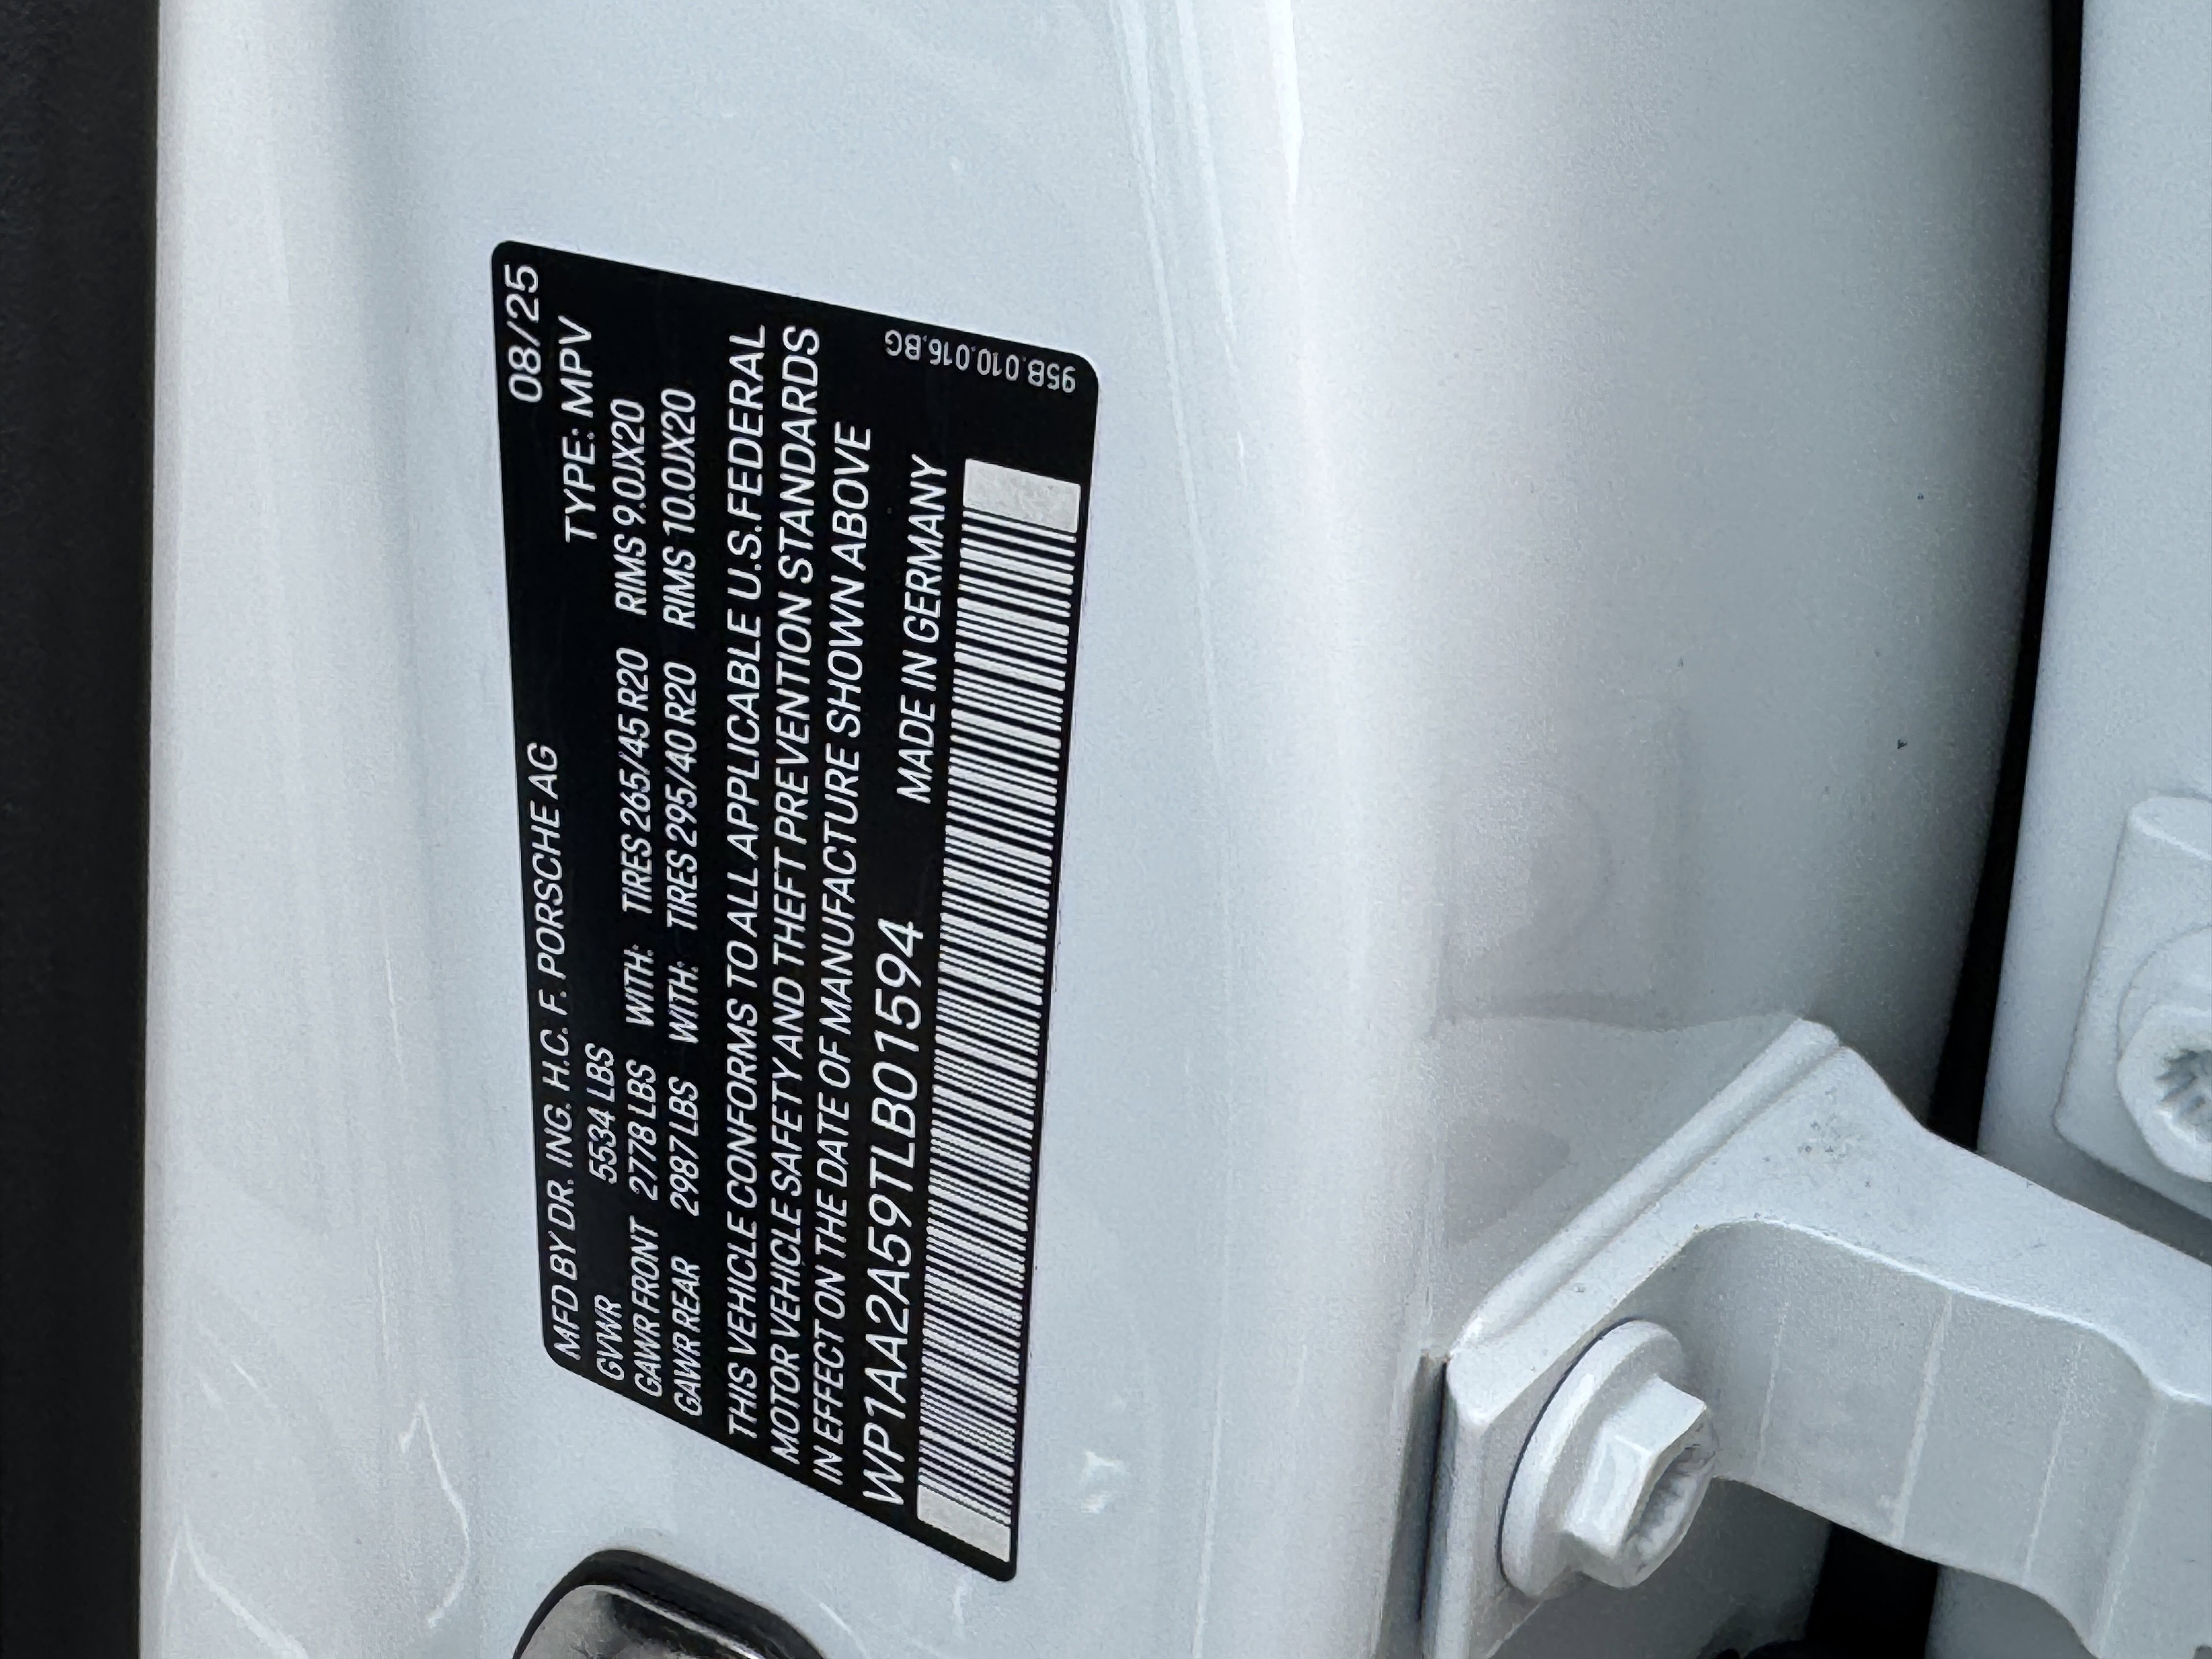 MFD BY DR. ING. H.C. F. PORSCHE AG 08/25
GVWR 5534 LBS TYPE: MPV
GAWR FRONT 2778 LBS WITH: TIRES 265/45 R20 RIMS 9.0JX20
GAWR REAR 2987 LBS WITH: TIRES 295/40 R20 RIMS 10.0JX20
THIS VEHICLE CONFORMS TO ALL APPLICABLE U.S.FEDERAL
MOTOR VEHICLE SAFETY AND THEFT PREVENTION STANDARDS
IN EFFECT ON THE DATE OF MANUFACTURE SHOWN ABOVE
WP1AA2A59TLB01594 MADE IN GERMANY
95B.010.016.BG